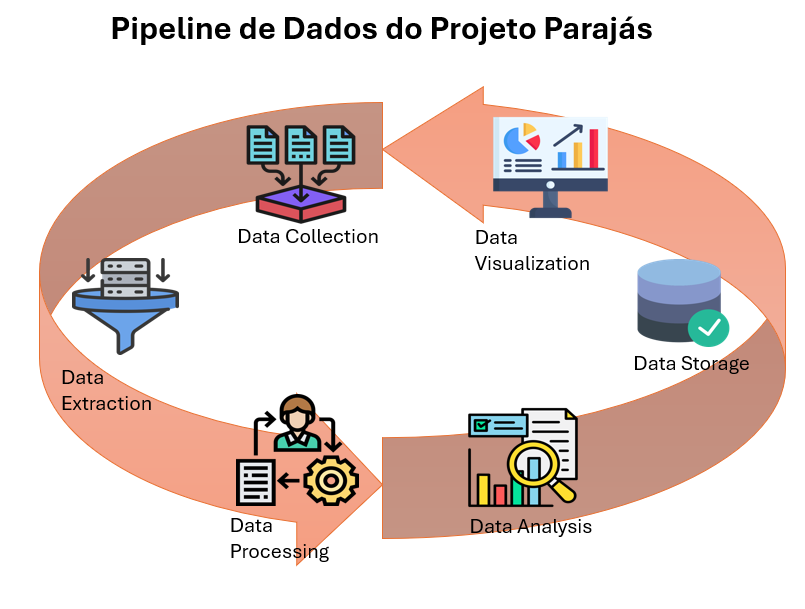 Pipeline de Dados do Projeto Parajás
Data Collection
Data
Visualization
Data
Extraction
Data Storage
Data
Processing
Data Analysis